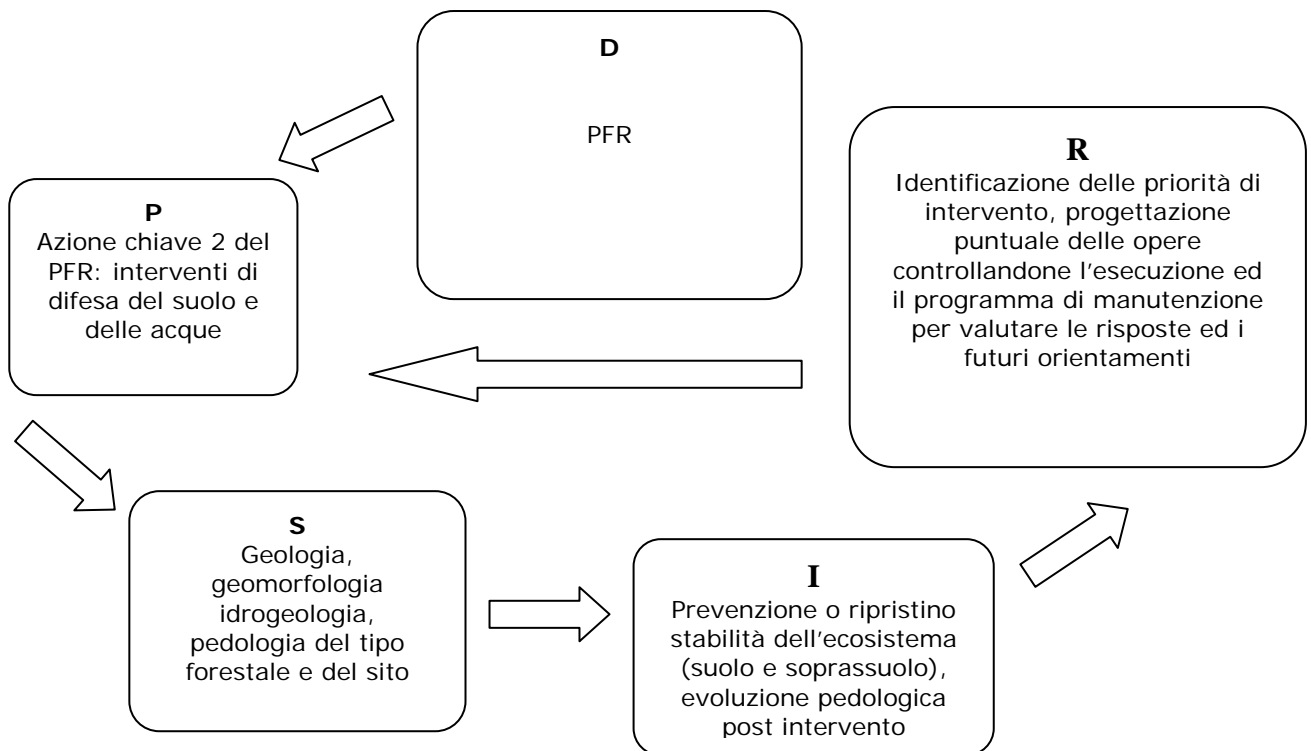 D
PFR
P
Azione chiave 2 del
PFR: interventi di
difesa del suolo e
delle acque
R
Identificazione delle priorità di
intervento, progettazione
puntuale delle opere
controllandone l'esecuzione ed
il programma di manutenzione
per valutare le risposte ed i
futuri orientamenti
S
Geologia,
geomorfologia
idrogeologia,
pedologia del tipo
forestale e del sito
I
Prevenzione o ripristino
stabilità dell'ecosistema
(suolo e soprassuolo),
evoluzione pedologica
post intervento